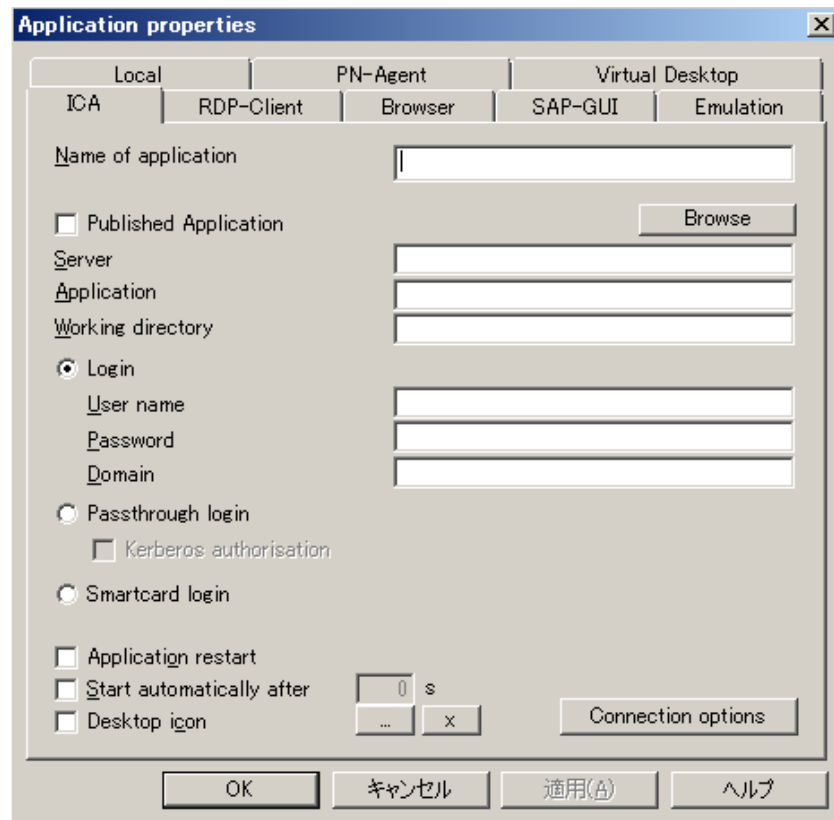 Application properties
Local PN-Agent Virtual Desktop
ICA RDP-Client Browser SAP-GUI Emulation
Name of application
Published Application Browse
Server
Application
Working directory
Login
User name
Password
Domain
Passthrough login
Kerberos authorisation
Smartcard login
Application restart
Start automatically after 0 s
Desktop icon ... x Connection options
OK キャンセル 適用(A) ヘルプ